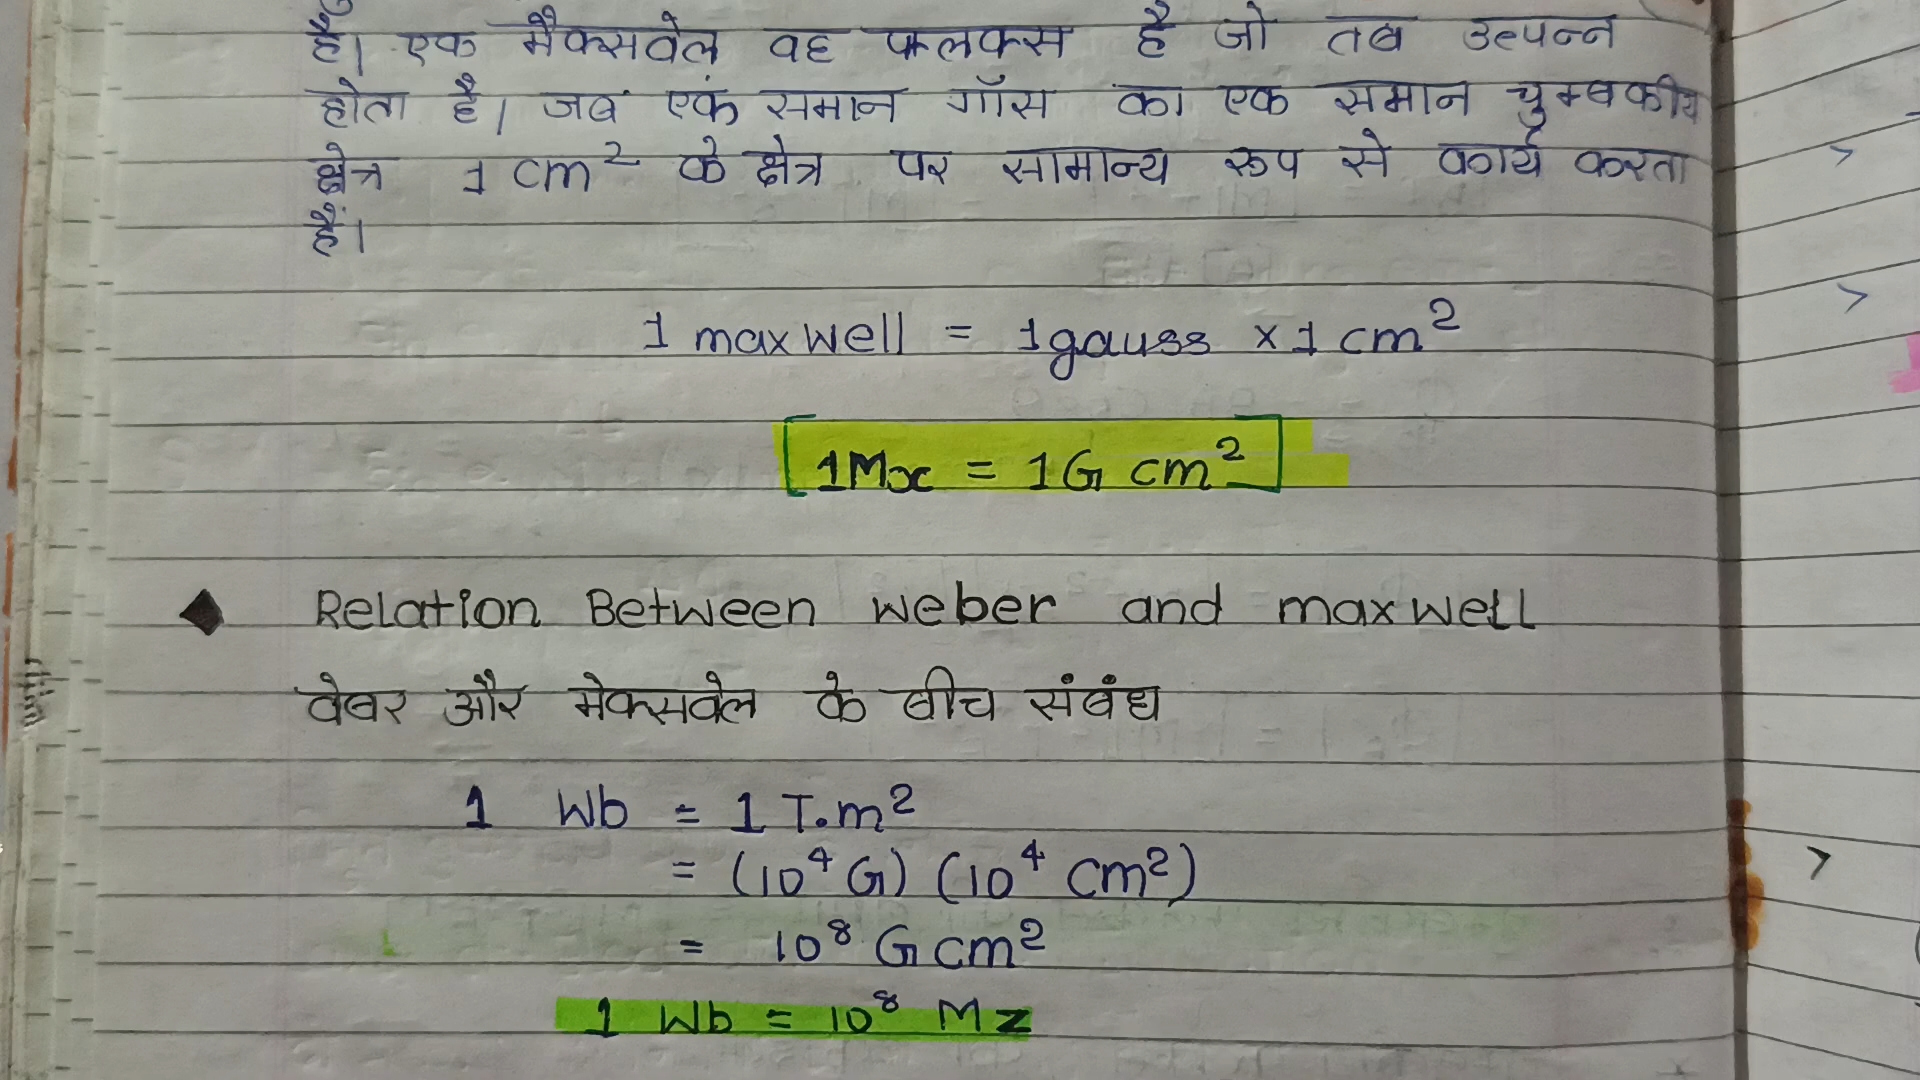 है। एक मैक्सवेल वह फ्लक्स है जो तब उत्पन्न
होता है। जब एक समान गॉस का एक समान चुम्बकीय
क्षेत्र 1 cm² के क्षेत्र पर सामान्य रूप से कार्य करता
हैं।
1 maxwell = 1gauss × 1 cm²
[1Mx = 1G cm²]
◆ Relation Between Weber and maxwell
वेबर और मेक्सवेल के बीच संबंध
1 Wb = 1 T.m²
= (10⁴ G) (10⁴ cm²)
= 10⁸ G cm²
1 Wb = 10⁸ Mz